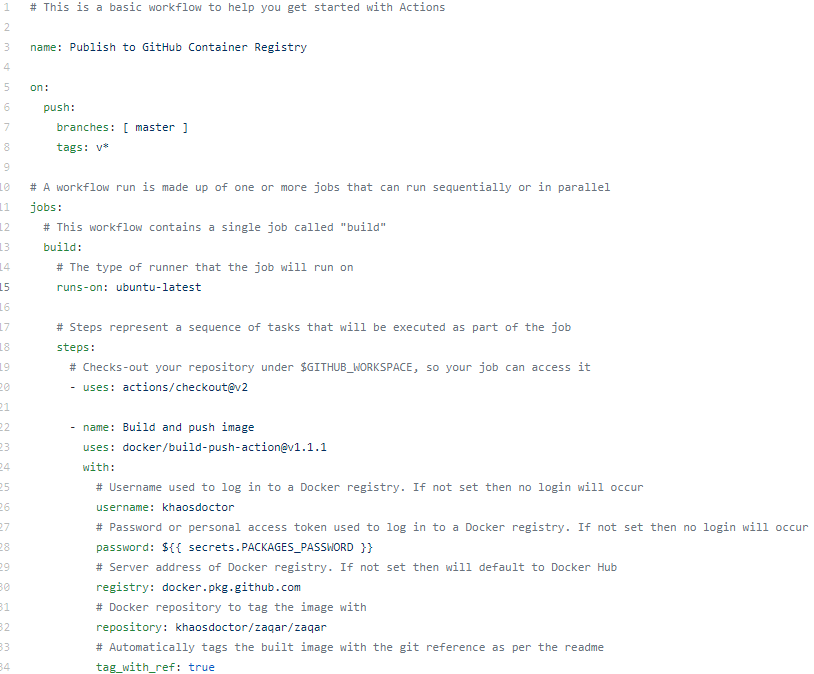 1 # This is a basic workflow to help you get started with Actions
2
3 name: Publish to GitHub Container Registry
4
5 on:
6   push:
7     branches: [ master ]
8     tags: v*
9
10 # A workflow run is made up of one or more jobs that can run sequentially or in parallel
11 jobs:
12   # This workflow contains a single job called "build"
13   build:
14     # The type of runner that the job will run on
15     runs-on: ubuntu-latest
16
17     # Steps represent a sequence of tasks that will be executed as part of the job
18     steps:
19       # Checks-out your repository under $GITHUB_WORKSPACE, so your job can access it
20       - uses: actions/checkout@v2
21
22       - name: Build and push image
23         uses: docker/build-push-action@v1.1.1
24         with:
25           # Username used to log in to a Docker registry. If not set then no login will occur
26           username: khaosdoctor
27           # Password or personal access token used to log in to a Docker registry. If not set then no login will occur
28           password: ${{ secrets.PACKAGES_PASSWORD }}
29           # Server address of Docker registry. If not set then will default to Docker Hub
30           registry: docker.pkg.github.com
31           # Docker repository to tag the image with
32           repository: khaosdoctor/zaqar/zaqar
33           # Automatically tags the built image with the git reference as per the readme
34           tag_with_ref: true